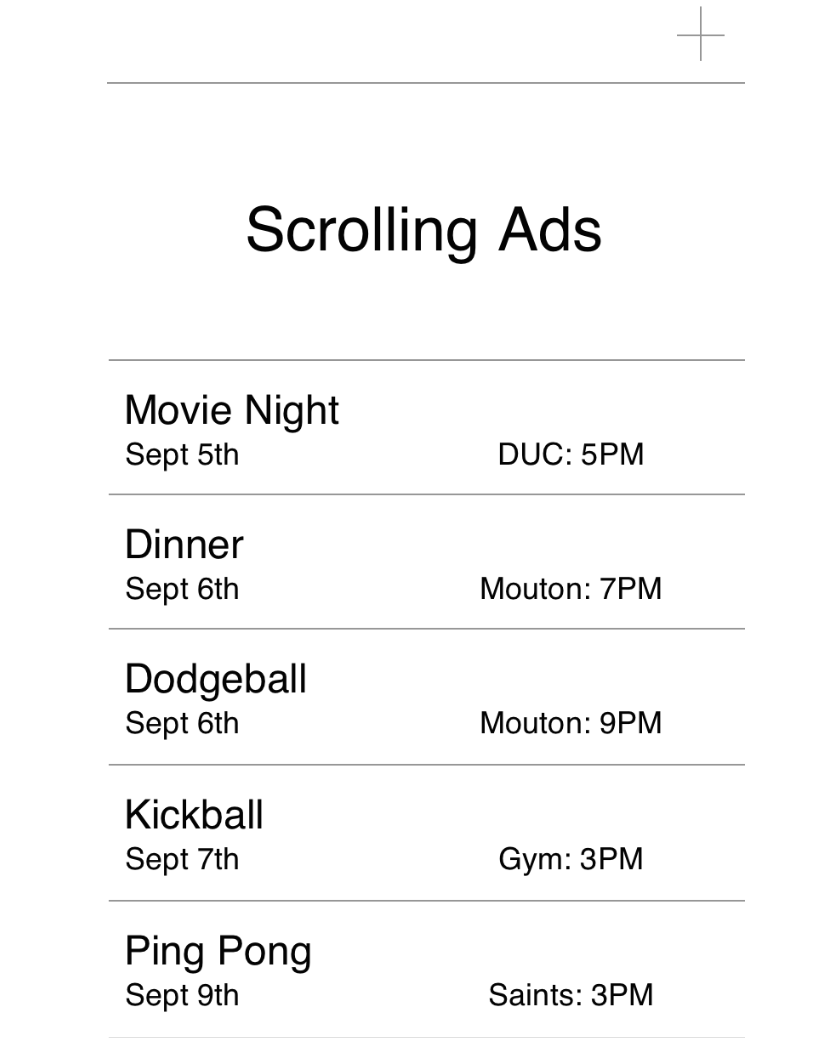 Scrolling Ads
Movie Night
Sept 5th DUC: 5PM
Dinner
Sept 6th Mouton: 7PM
Dodgeball
Sept 6th Mouton: 9PM
Kickball
Sept 7th Gym: 3PM
Ping Pong
Sept 9th Saints: 3PM